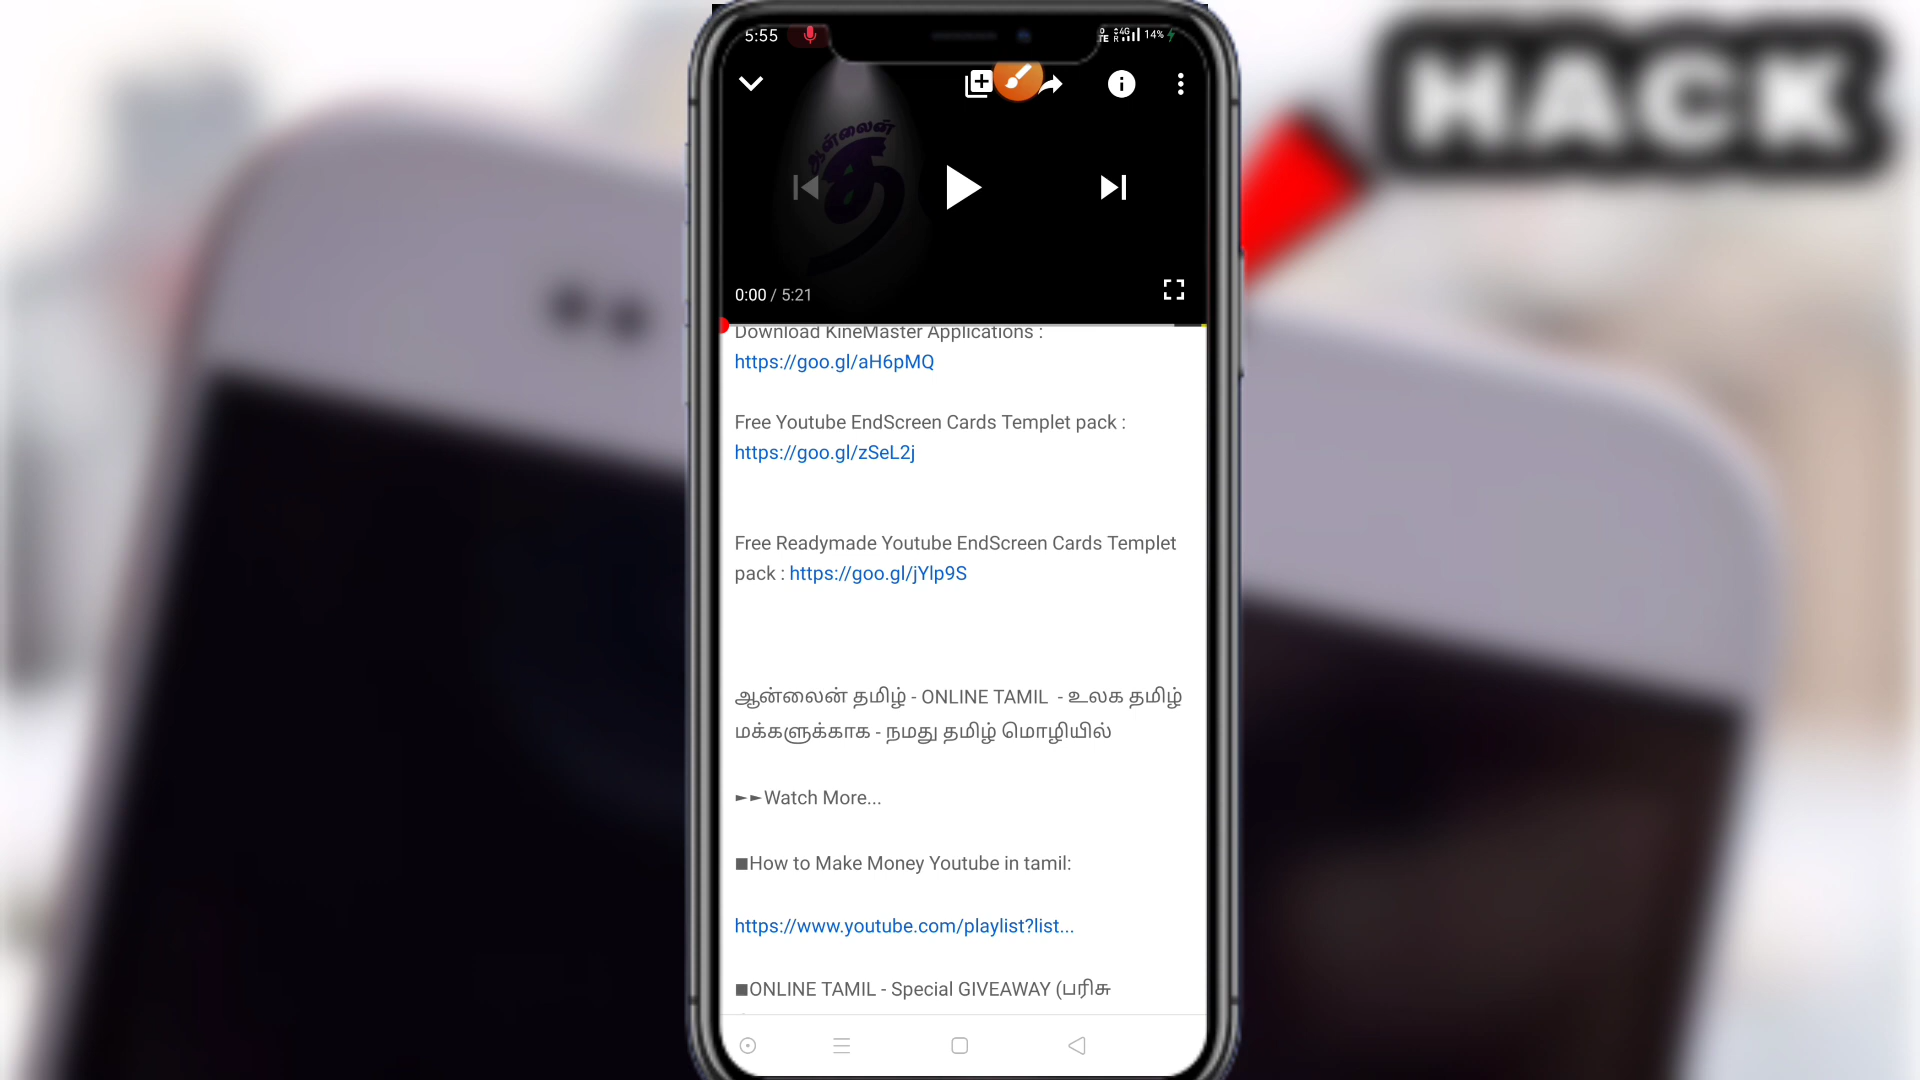 HACK
5:55
14%
ஆன்லைன்
த
0:00 / 5:21
Download KineMaster Applications :
https://goo.gl/aH6pMQ
Free Youtube EndScreen Cards Templet pack :
https://goo.gl/zSeL2j
Free Readymade Youtube EndScreen Cards Templet
pack : https://goo.gl/jYlp9S
ஆன்லைன் தமிழ் - ONLINE TAMIL - உலக தமிழ்
மக்களுக்காக - நமது தமிழ் மொழியில்
►►Watch More...
■How to Make Money Youtube in tamil:
https://www.youtube.com/playlist?list...
■ONLINE TAMIL - Special GIVEAWAY (பரிசு